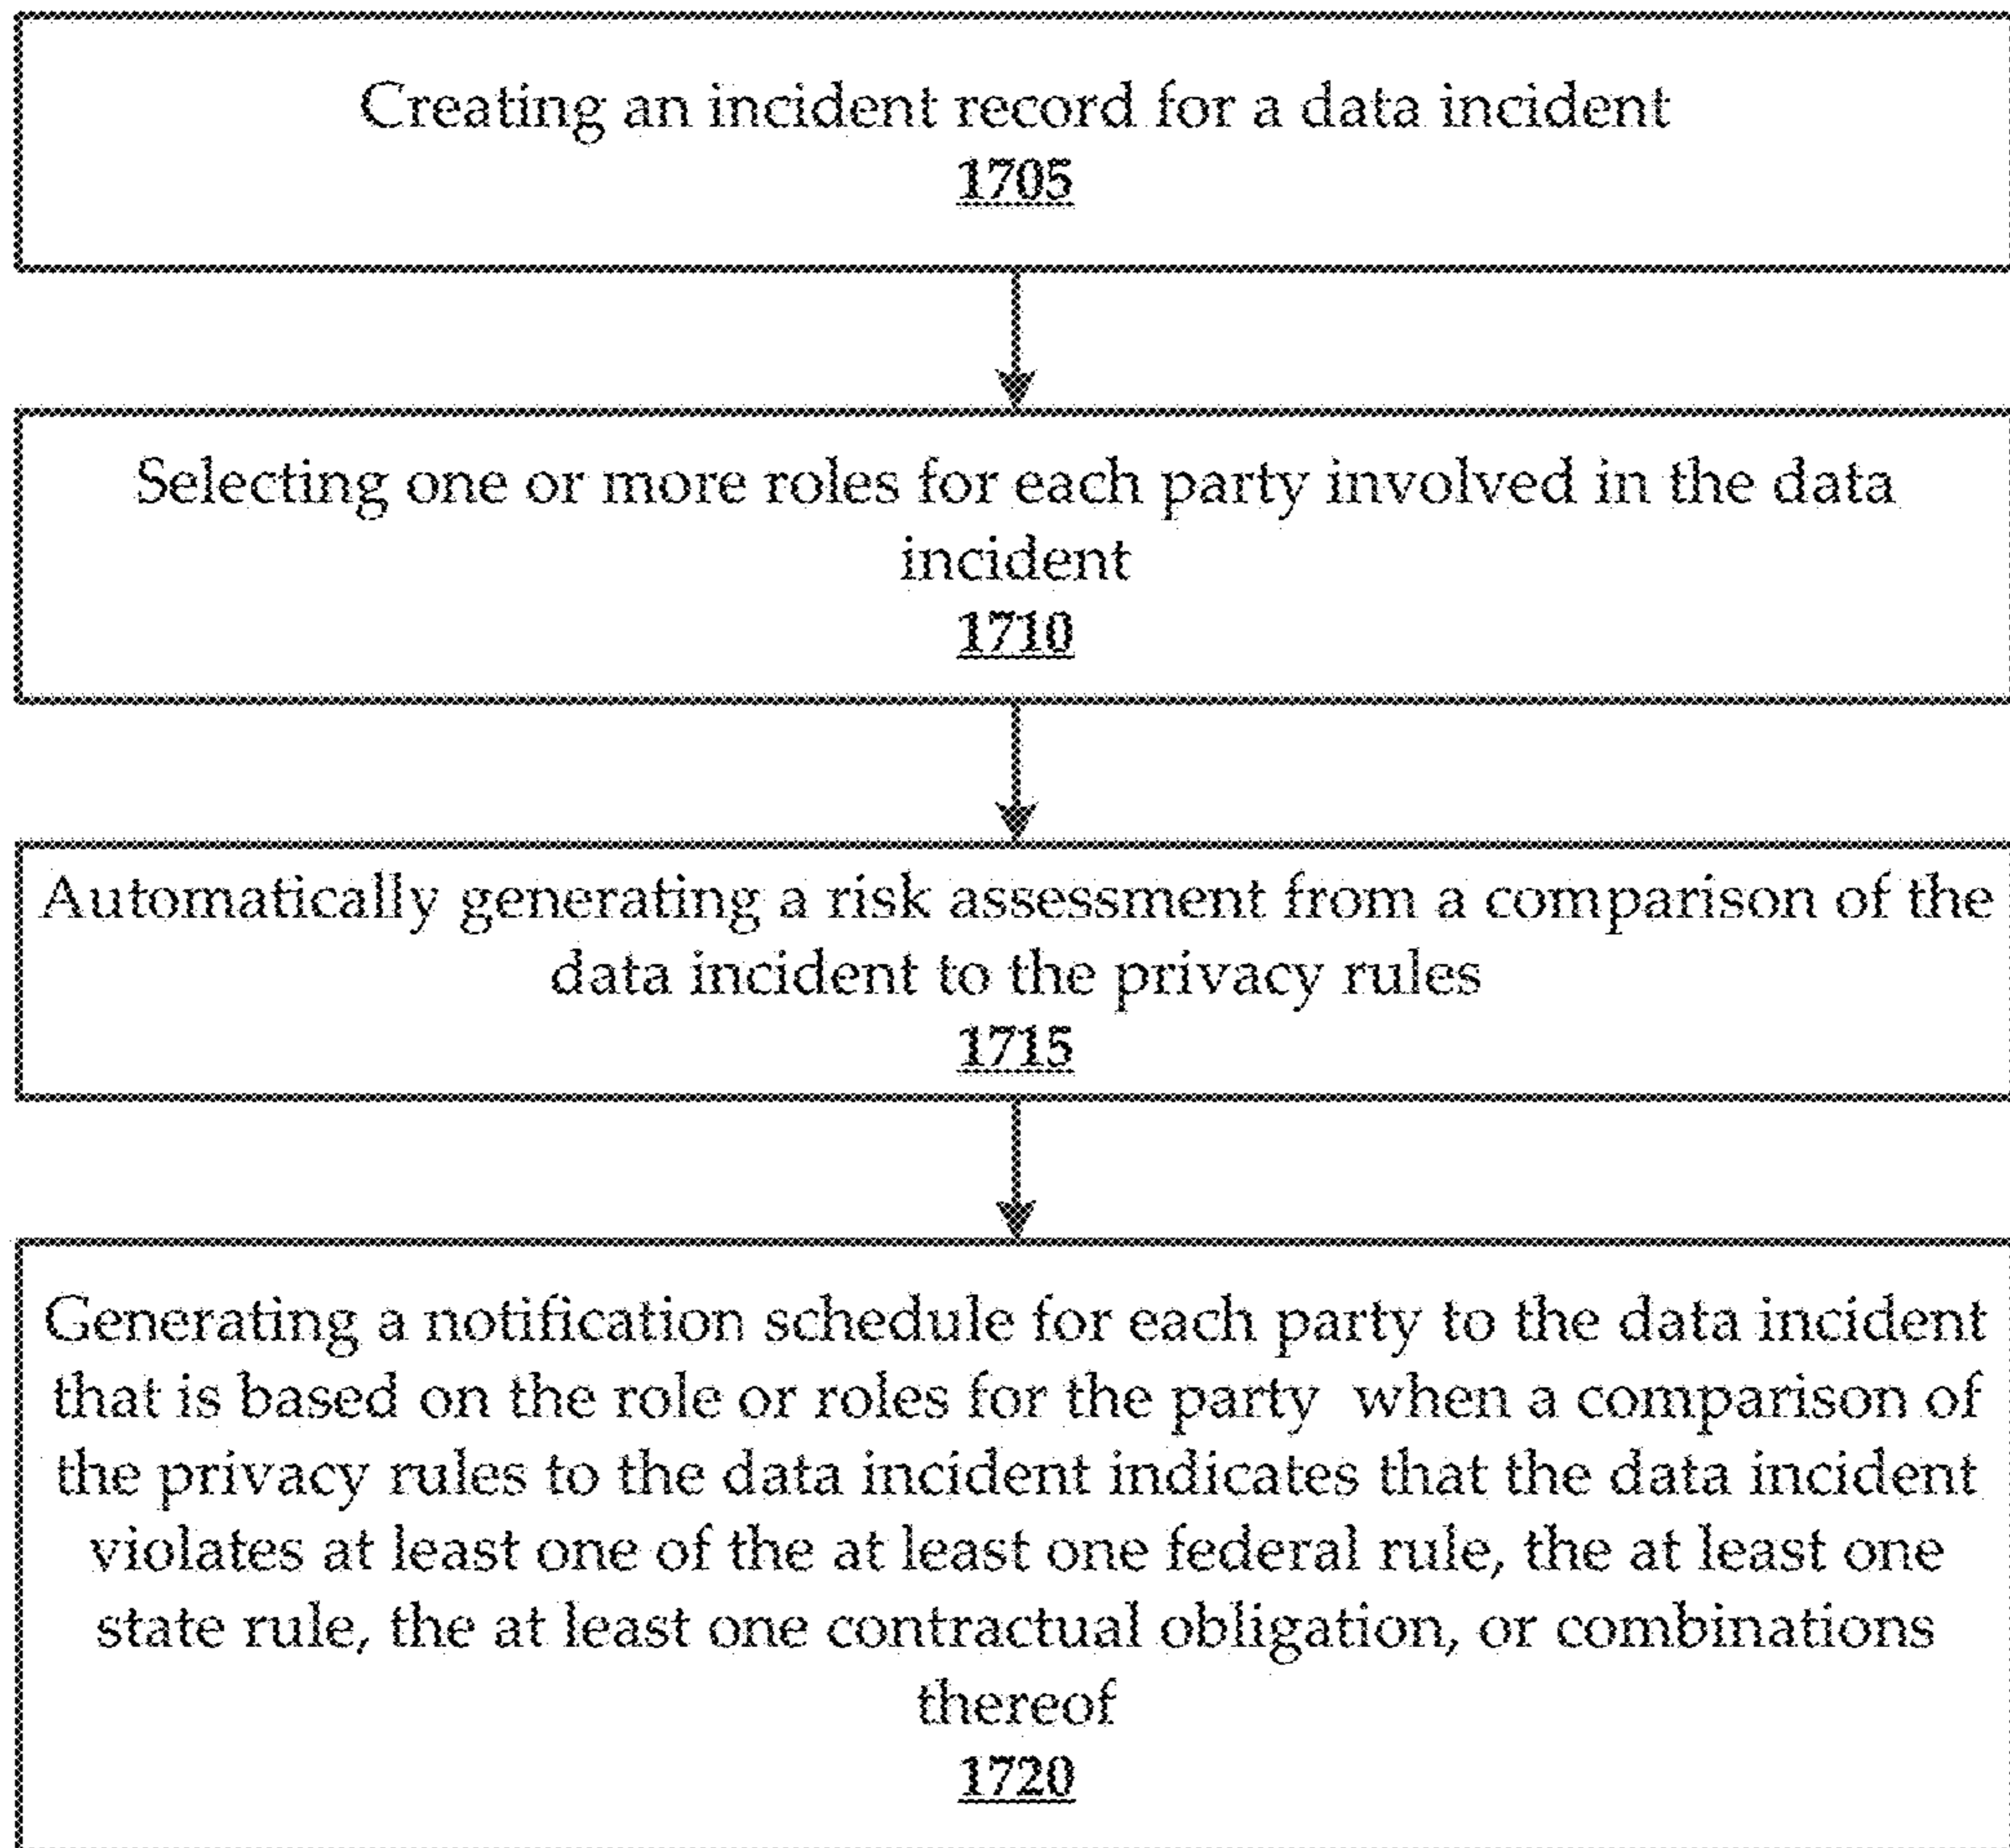 Creating an incident record for a data incident
1705
Selecting one or more roles for each party involved in the data
incident
1710
Automatically generating a risk assessment from a comparison of the
data incident to the privacy rules
1715
Generating a notification schedule for each party to the data incident
that is based on the role or roles for the party when a comparison of
the privacy rules to the data incident indicates that the data incident
violates at least one of the at least one federal rule, the at least one
state rule, the at least one contractual obligation, or combinations
thereof
1720